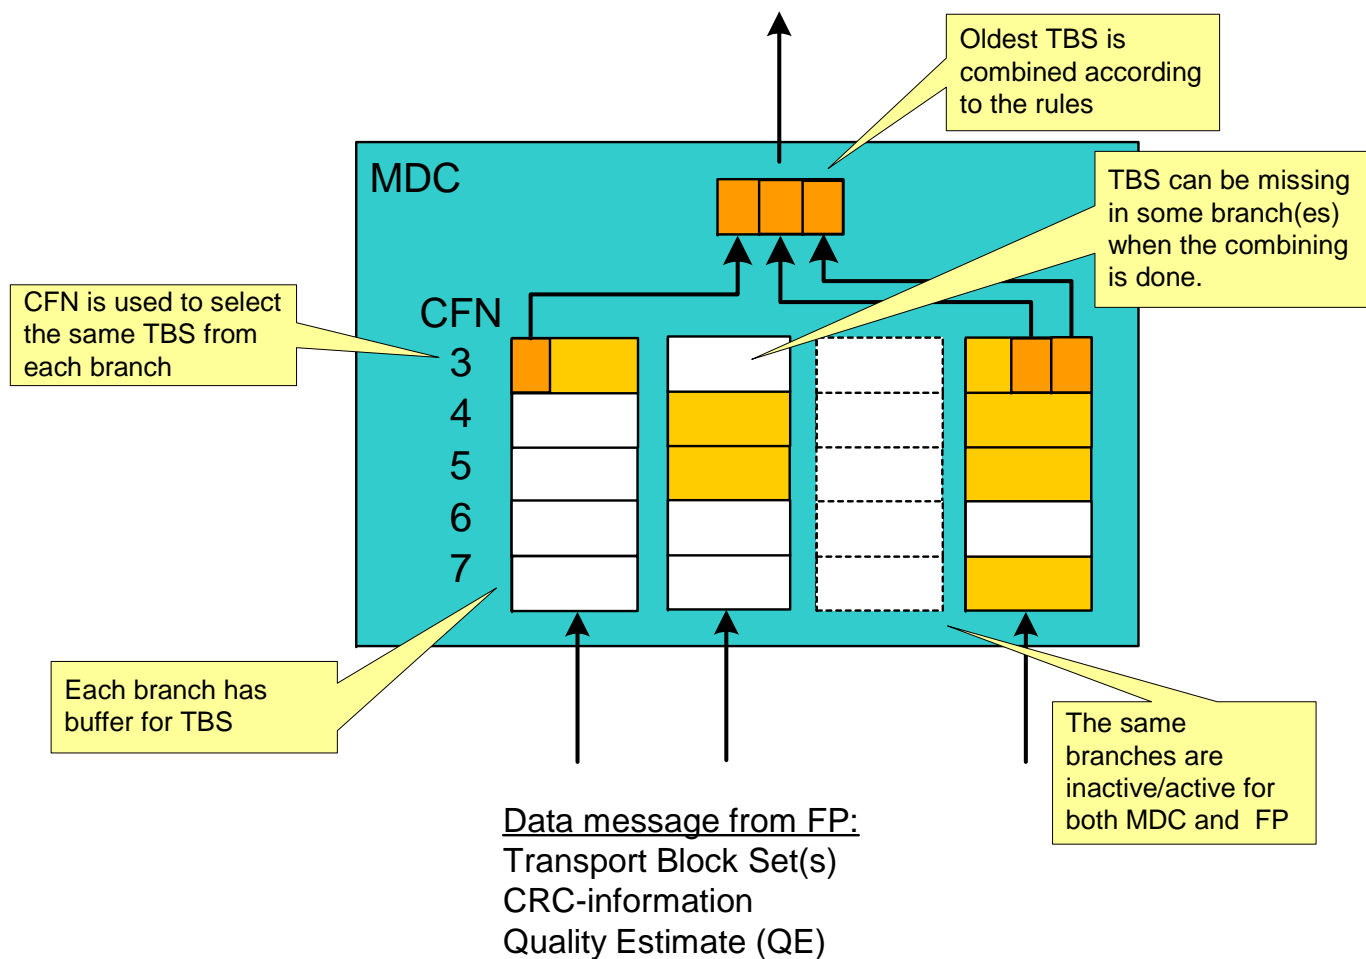 Oldest TBS is
combined according
to the rules
MDC
TBS can be missing
in some branch(es)
when the combining
is done.
CFN is used to select
the same TBS from
each branch
CFN
3
4
5
6
7
Each branch has
buffer for TBS
The same
branches are
inactive/active for
both MDC and FP
Data message from FP:
Transport Block Set(s)
CRC-information
Quality Estimate (QE)